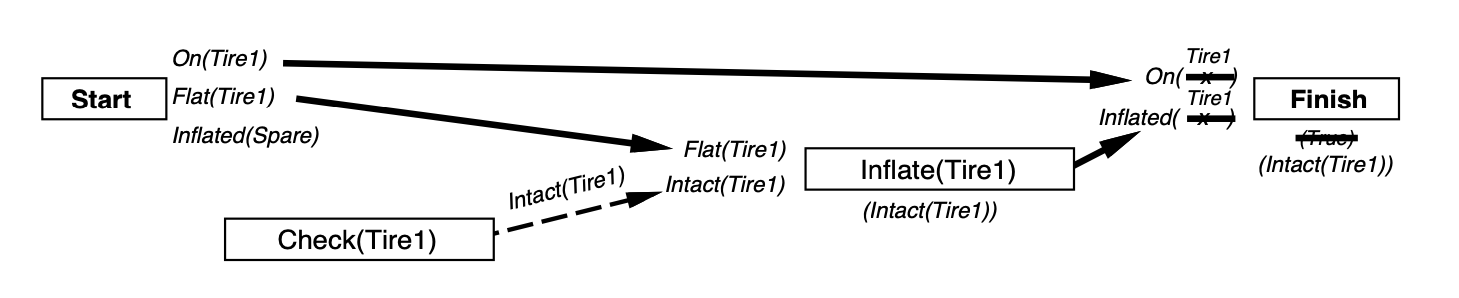 On(Tire1)
Start
Flat(Tire1)
Inflated(Spare)
Tire1
On( x )
Tire1
Inflated( x )
Finish
(True)
(Intact(Tire1))
Flat(Tire1)
Intact(Tire1)
Inflate(Tire1)
(Intact(Tire1))
Intact(Tire1)
Check(Tire1)